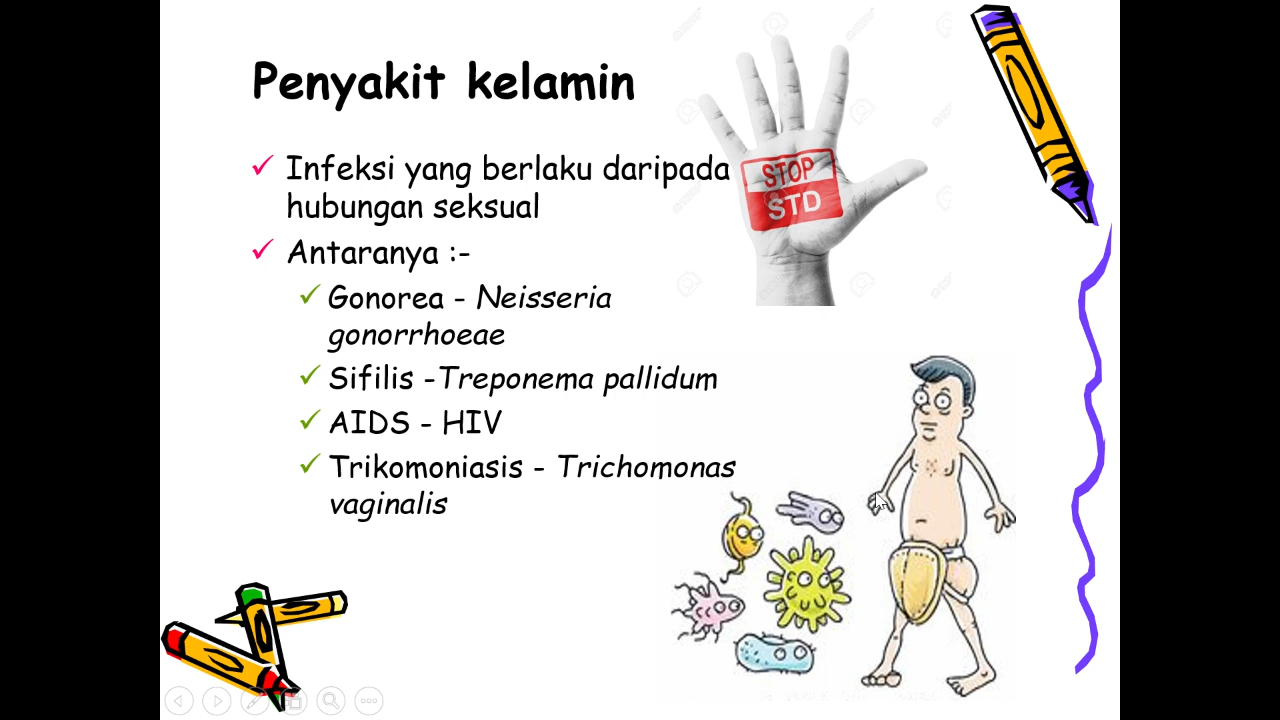 Penyakit kelamin
Infeksi yang berlaku daripada
hubungan seksual
Antaranya :-
Gonorea - Neisseria
gonorrhoeae
Sifilis -Treponema pallidum
AIDS - HIV
Trikomoniasis - Trichomonas
vaginalis
STOP
STD